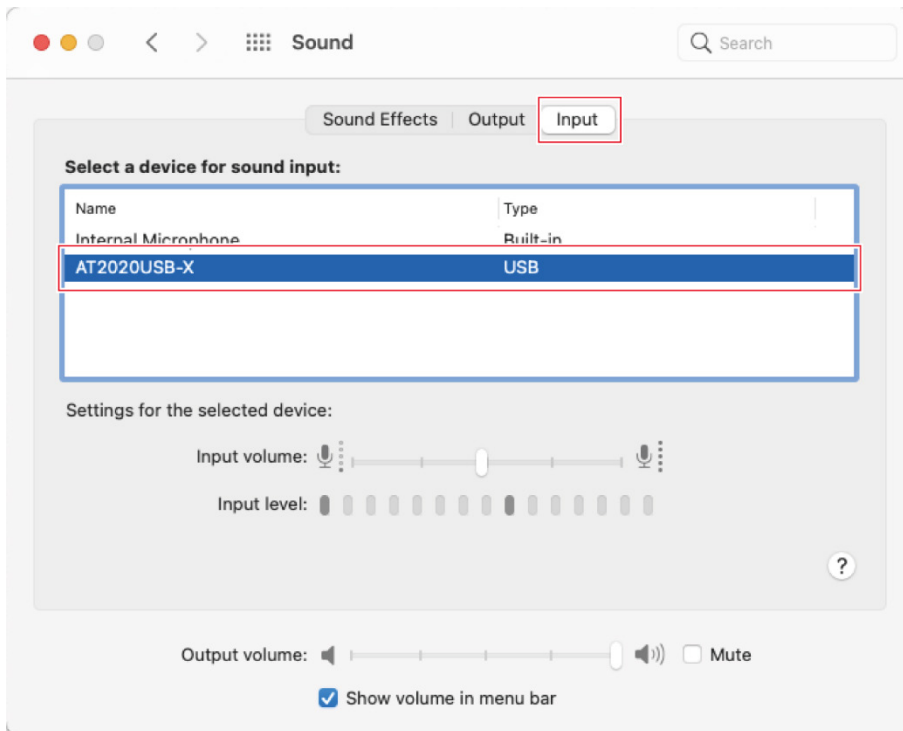 Sound
Search
Sound Effects Output Input
Select a device for sound input:
Name Type
Internal Microphone Built-in
AT2020USB-X USB
Settings for the selected device:
Input volume:
Input level:
?
Output volume: Mute
Show volume in menu bar